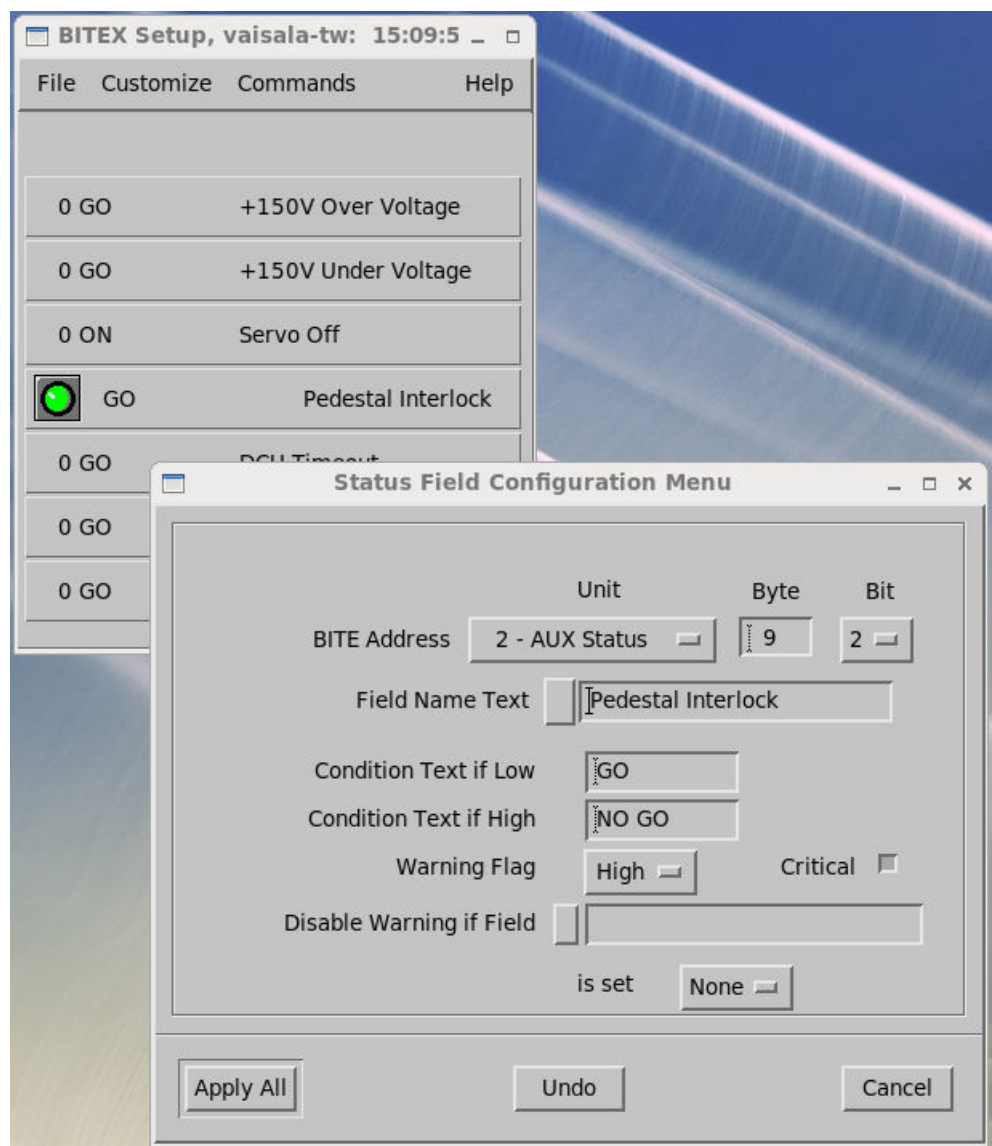 BITEX Setup, vaisala-tw: 15:09:5
File Customize Commands Help
0 GO +150V Over Voltage
0 GO +150V Under Voltage
0 ON Servo Off
GO Pedestal Interlock
0 GO DCU Timeout
0 GO
0 GO
Status Field Configuration Menu
Unit Byte Bit
BITE Address 2 - AUX Status 9 2
Field Name Text Pedestal Interlock
Condition Text if Low GO
Condition Text if High NO GO
Warning Flag High Critical
Disable Warning if Field
is set None
Apply All Undo Cancel